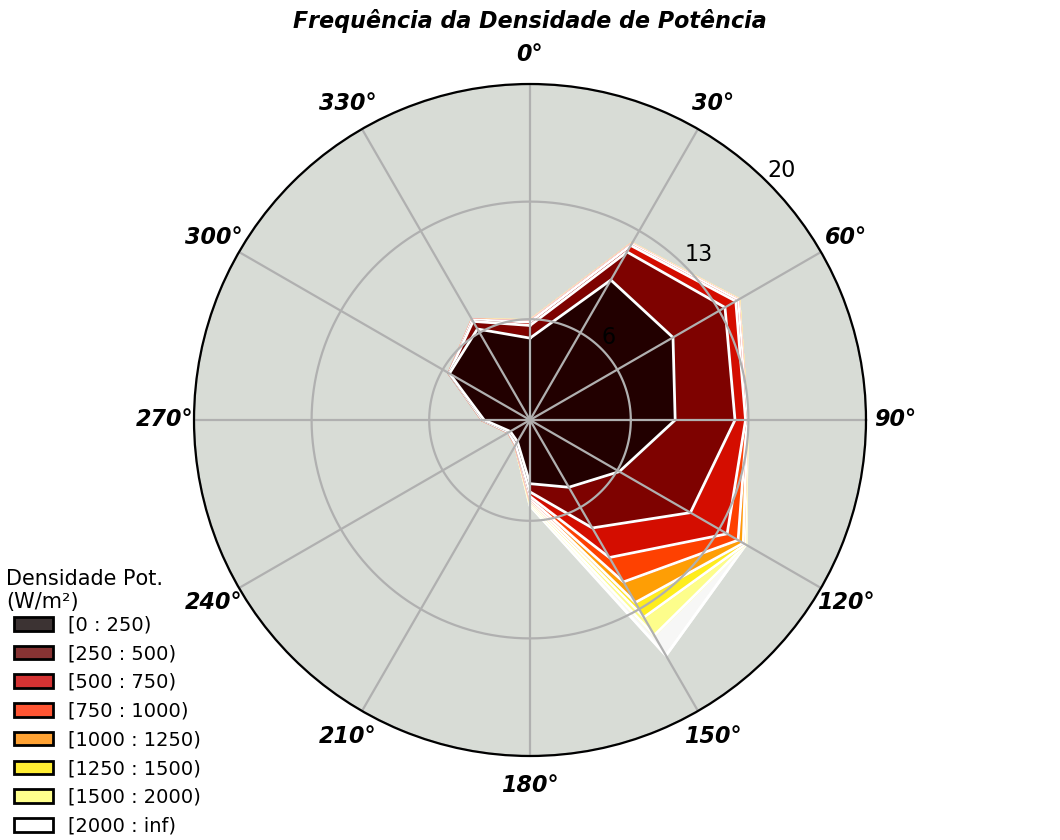 Frequência da Densidade de Potência
0°
330°
30°
20
300°
60°
13
6
270°
90°
240°
120°
210°
150°
180°
Densidade Pot.
(W/m²)
[0 : 250)
[250 : 500)
[500 : 750)
[750 : 1000)
[1000 : 1250)
[1250 : 1500)
[1500 : 2000)
[2000 : inf)